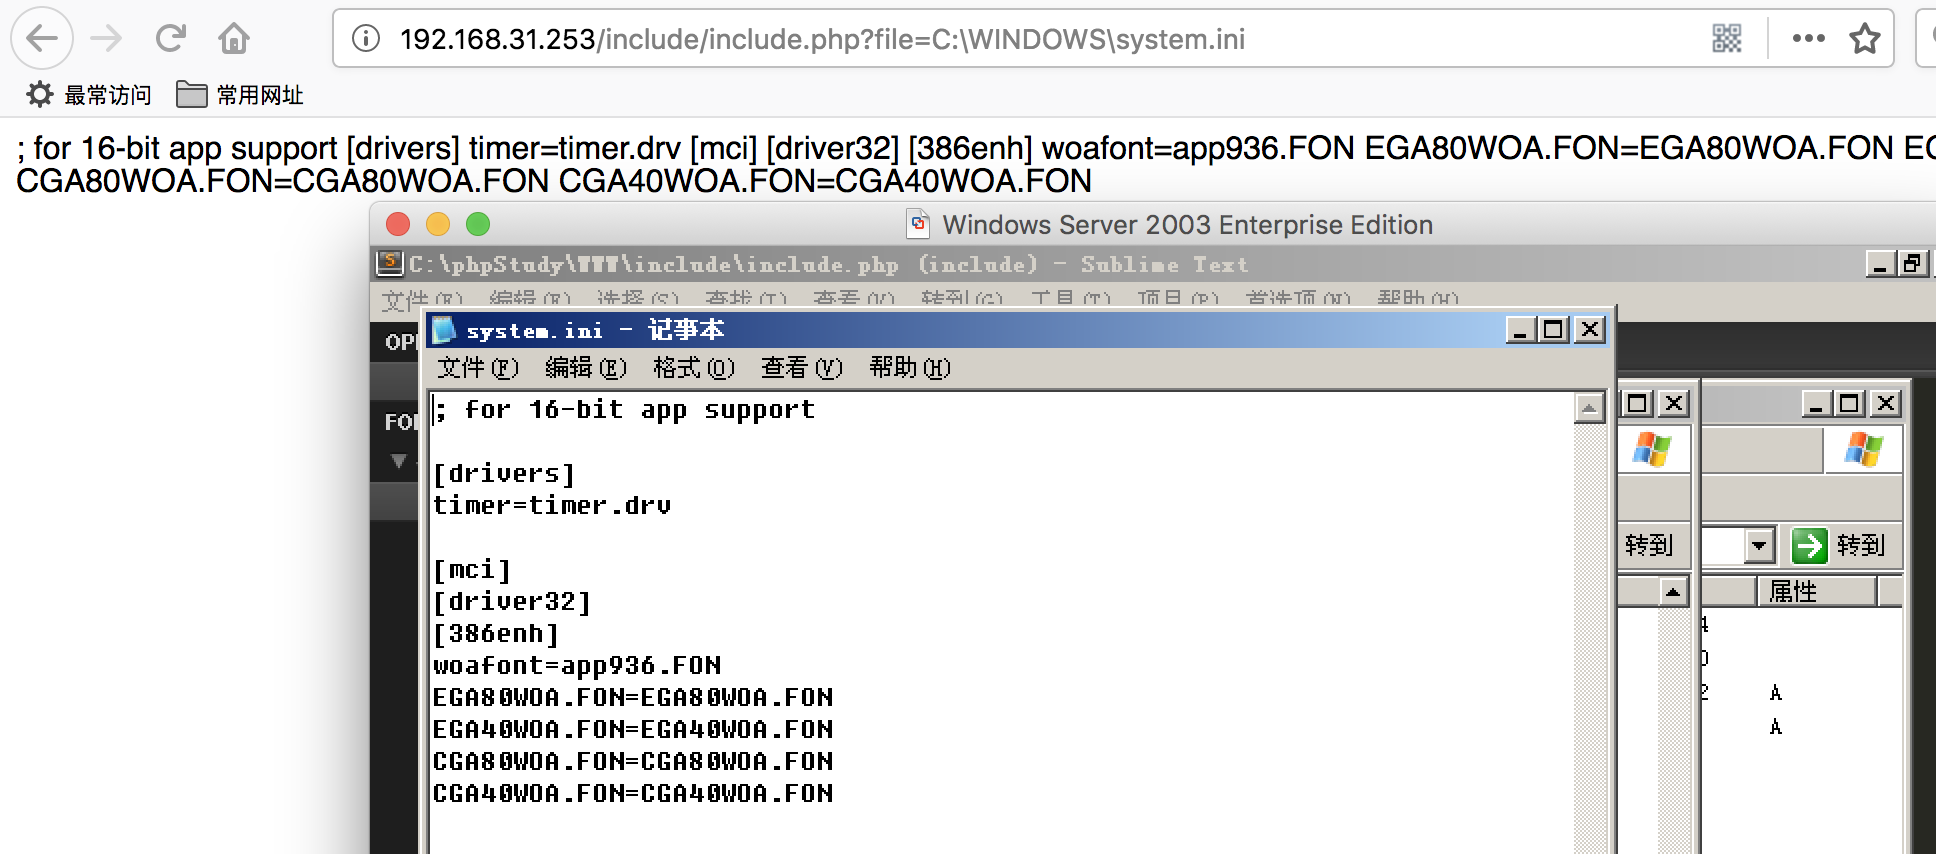 192.168.31.253/include/include.php?file=C:\WINDOWS\system.ini
最常访问 常用网址
; for 16-bit app support [drivers] timer=timer.drv [mci] [driver32] [386enh] woafont=app936.FON EGA80WOA.FON=EGA80WOA.FON
CGA80WOA.FON=CGA80WOA.FON CGA40WOA.FON=CGA40WOA.FON
Windows Server 2003 Enterprise Edition
C:\phpStudy\WWW\include\include.php (include) - Sublime Text
文件(F) 编辑(E) 选择(S) 查找(I) 查看(V) 转到(G) 工具(T) 项目(P) 首选项(N) 帮助(H)
system.ini - 记事本
文件(F) 编辑(E) 格式(O) 查看(V) 帮助(H)
; for 16-bit app support
[drivers]
timer=timer.drv
[mci]
[driver32]
[386enh]
woafont=app936.FON
EGA80WOA.FON=EGA80WOA.FON
EGA40WOA.FON=EGA40WOA.FON
CGA80WOA.FON=CGA80WOA.FON
CGA40WOA.FON=CGA40WOA.FON
转到 转到
属性
A
A